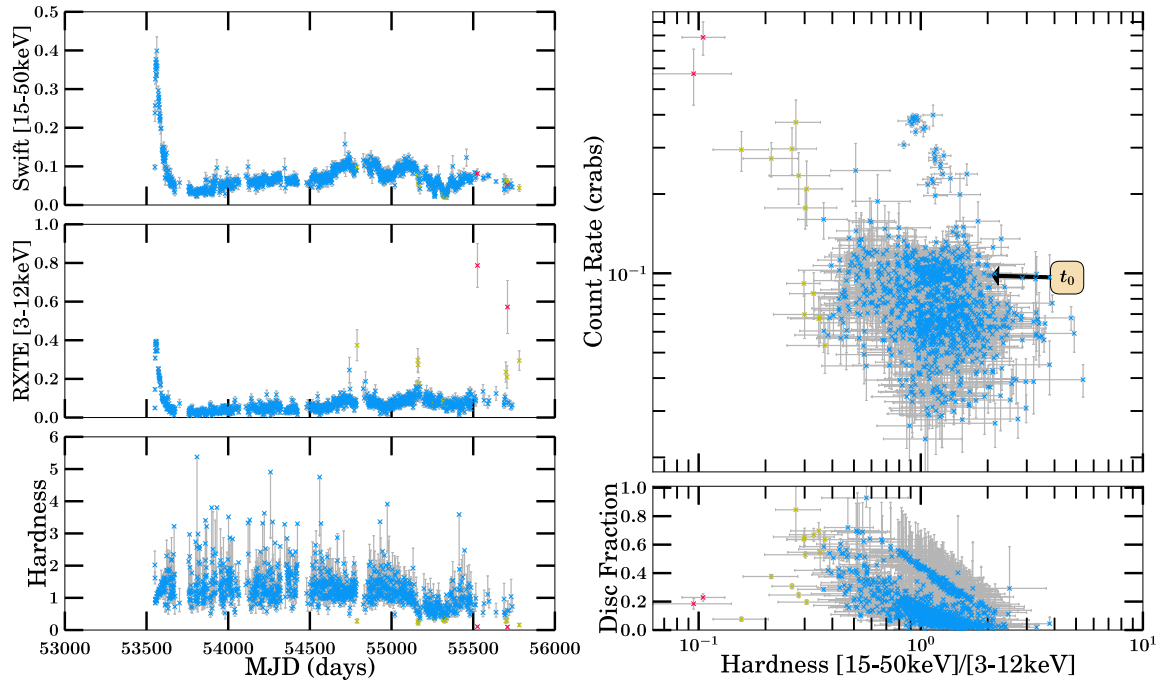 Swift [15-50keV]
0.5
0.4
0.3
0.2
0.1
0.0
RXTE [3-12keV]
1.0
0.8
0.6
0.4
0.2
0.0
Hardness
6
5
4
3
2
1
0
53000 53500 54000 54500 55000 55500 56000
MJD (days)
Count Rate (crabs)
10⁻¹
t₀
Disc Fraction
1.0
0.8
0.6
0.4
0.2
0.0
10⁻¹ 10⁰ 10¹
Hardness [15-50keV]/[3-12keV]